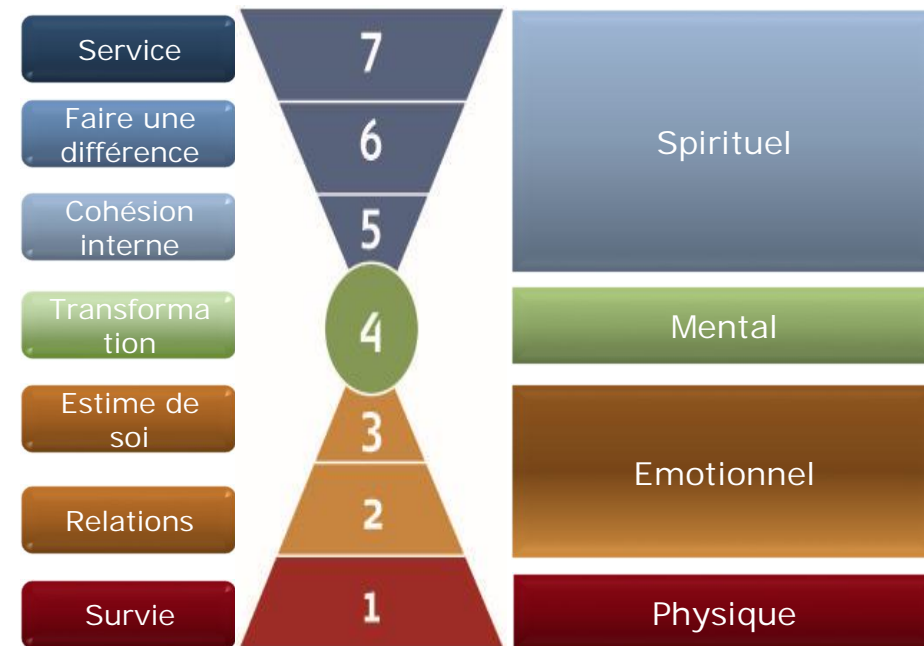 Service
7
Faire une
différence
6
Spirituel
Cohésion
interne
5
Transforma
tion
4
Mental
Estime de
soi
3
Emotionnel
Relations
2
Survie
1
Physique